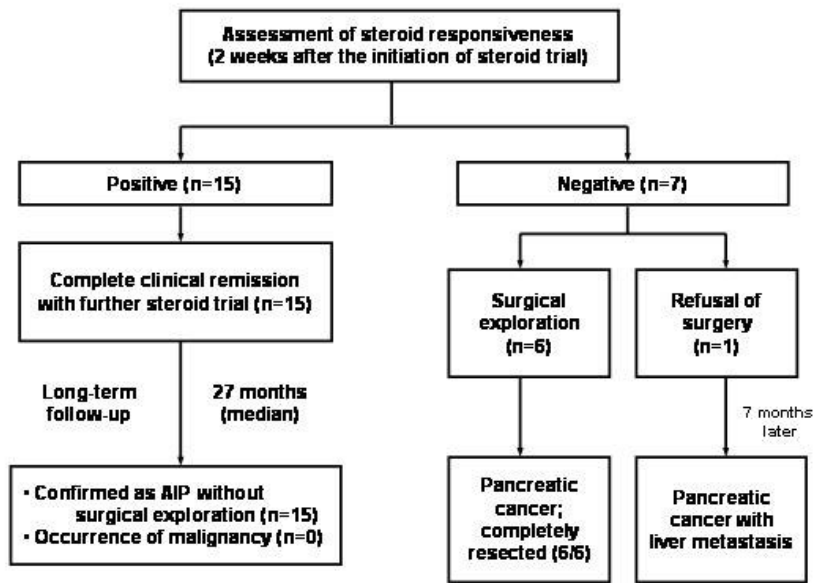 Assessment of steroid responsiveness
(2 weeks after the initiation of steroid trial)
Positive (n=15)
Negative (n=7)
Complete clinical remission
with further steroid trial (n=15)
Surgical
exploration
(n=6)
Refusal of
surgery
(n=1)
Long-term
follow-up
27 months
(median)
7 months
later
• Confirmed as AIP without
surgical exploration (n=15)
• Occurrence of malignancy (n=0)
Pancreatic
cancer;
completely
resected (6/6)
Pancreatic
cancer with
liver metastasis